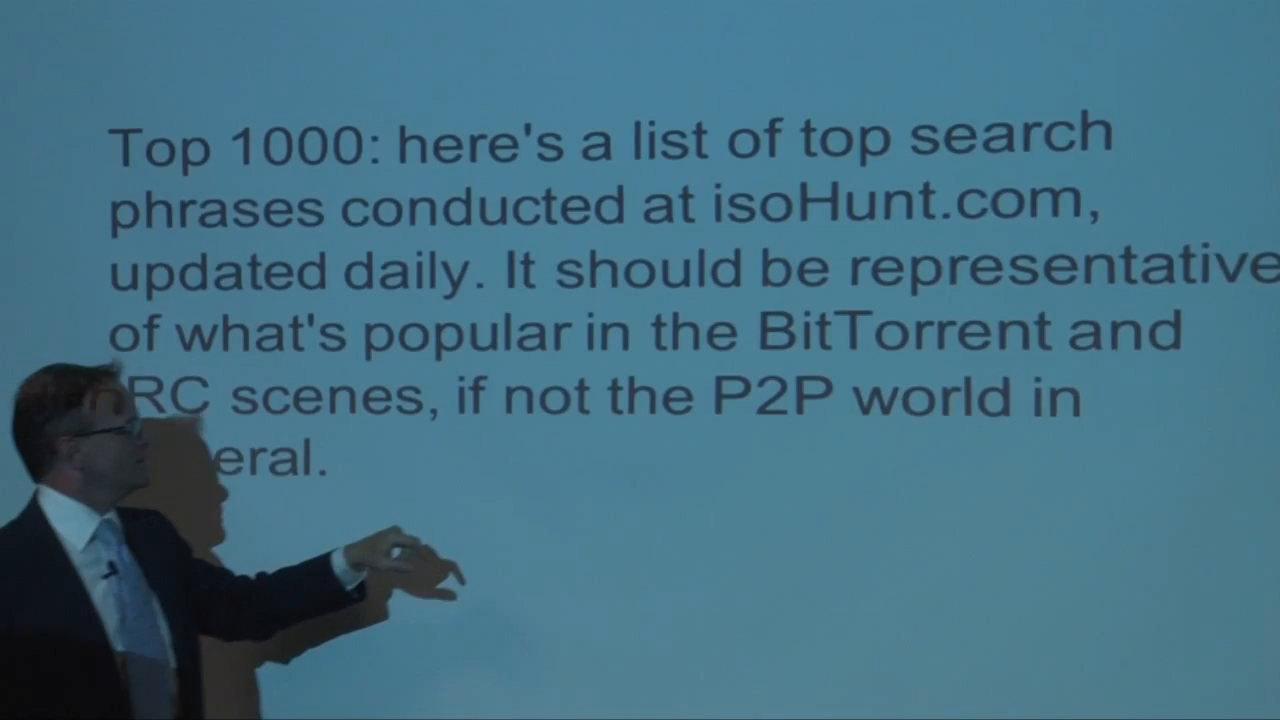 Top 1000: here's a list of top search
phrases conducted at isoHunt.com,
updated daily. It should be representative
of what's popular in the BitTorrent and
RC scenes, if not the P2P world in
eral.